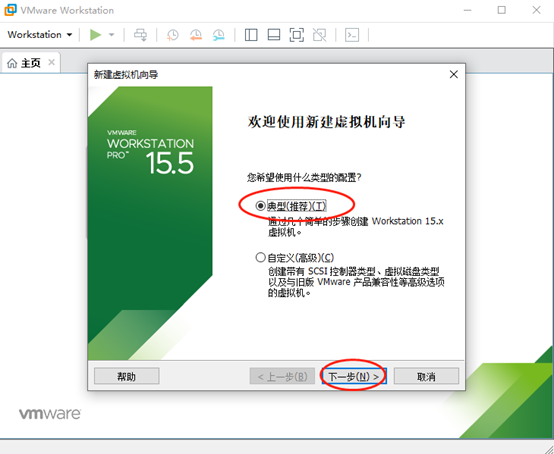 VMware Workstation
Workstation
主页
新建虚拟机向导
VMWARE
WORKSTATION
PRO™
15.5
欢迎使用新建虚拟机向导
您希望使用什么类型的配置?
典型(推荐)(T)
通过几个简单的步骤创建 Workstation 15.x
虚拟机。
自定义(高级)(C)
创建带有 SCSI 控制器类型、虚拟磁盘类型
以及与旧版 VMware 产品兼容性等高级选项
的虚拟机。
帮助
< 上一步(B)
下一步(N) >
取消
vmware